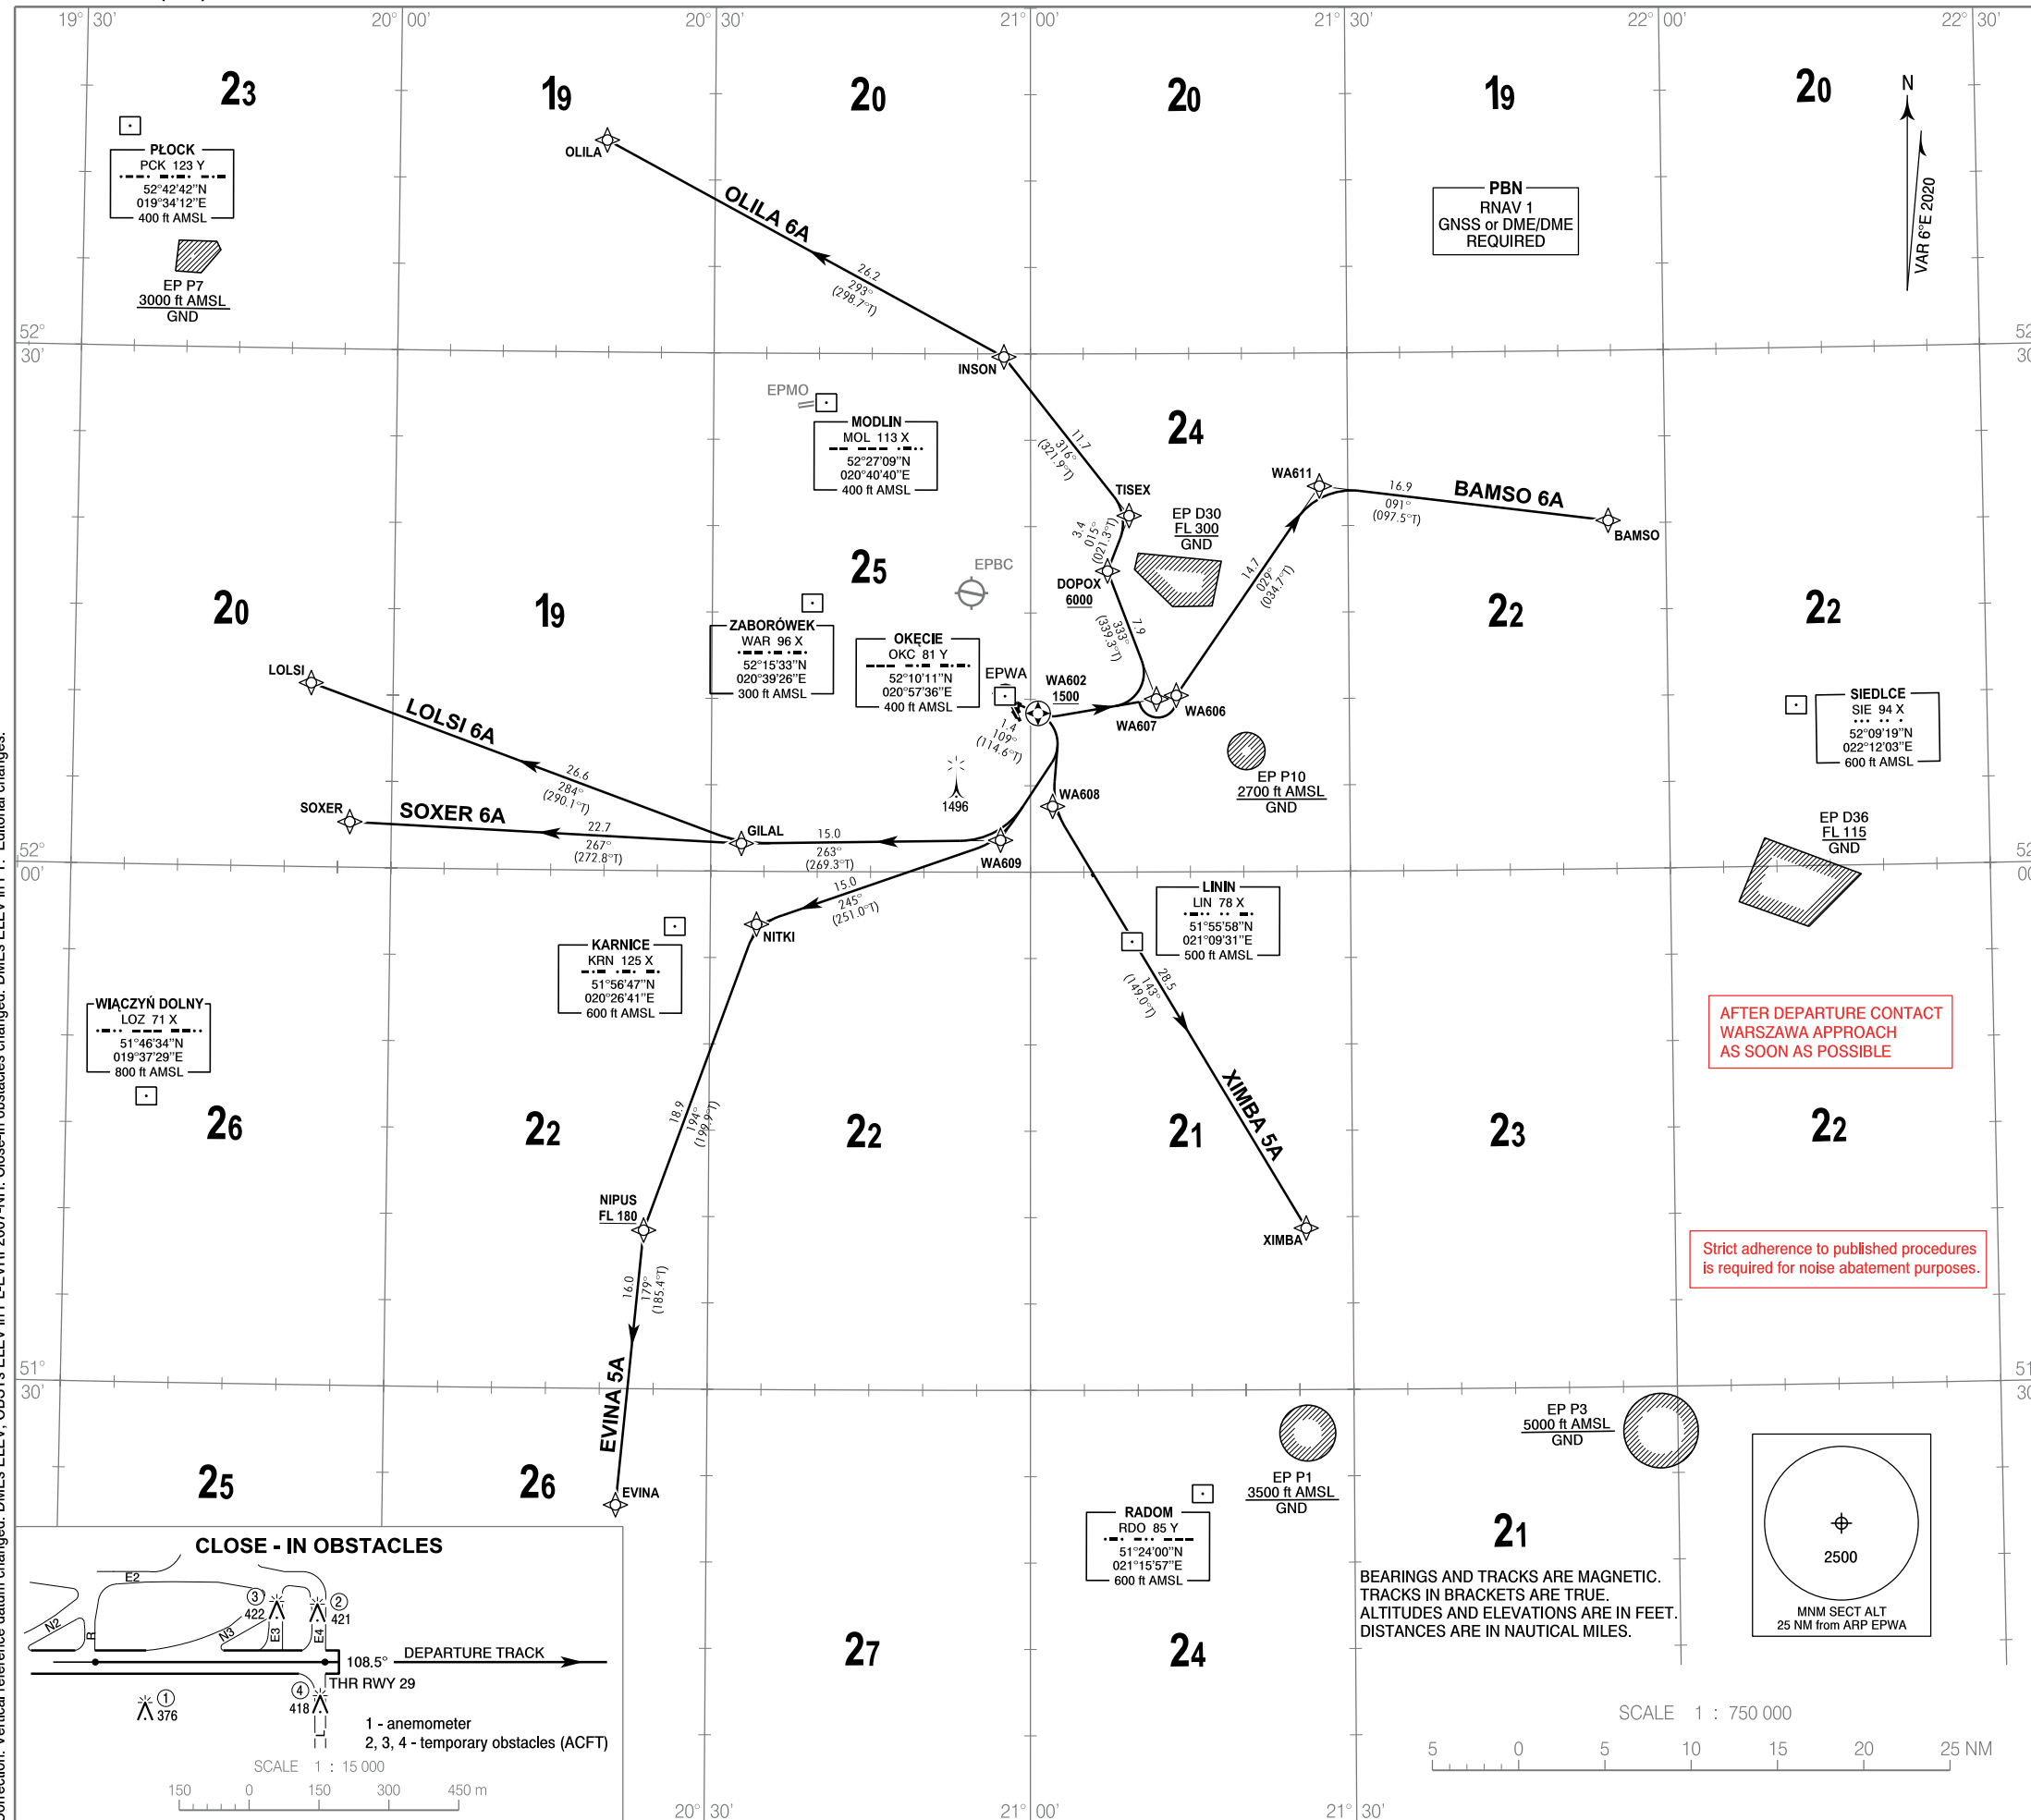 19° 30'
20° 00'
20° 30'
21° 00'
21° 30'
22° 00'
22° 30'
23
19
20
20
19
20
N
VAR 6°E 2020
PŁOCK
PCK 123 Y
52°42'42"N
019°34'12"E
400 ft AMSL
EP P7
3000 ft AMSL
GND
OLILA
OLILA 6A
26.2
293°
(298.7°T)
PBN
RNAV 1
GNSS or DME/DME
REQUIRED
52°
30'
52
30
INSON
EPMO
MODLIN
MOL 113 X
52°27'09"N
020°40'40"E
400 ft AMSL
11.7
316°
(321.9°T)
24
TISEX
WA611
16.9
091°
(097.5°T)
BAMSO 6A
BAMSO
EP D30
FL 300
GND
3.4
015°
(021.3°T)
DOPOX
6000
25
EPBC
14.7
029°
(034.7°T)
20
19
22
22
ZABORÓWEK
WAR 96 X
52°15'33"N
020°39'26"E
300 ft AMSL
OKĘCIE
OKC 81 Y
52°10'11"N
020°57'36"E
400 ft AMSL
7.9
333°
(339.3°T)
LOLSI
LOLSI 6A
26.6
284°
(290.1°T)
EPWA
WA602
1500
WA607
WA606
1.4
109°
(114.6°T)
SIEDLCE
SIE 94 X
52°09'19"N
022°12'03"E
600 ft AMSL
EP P10
2700 ft AMSL
GND
1496
WA608
SOXER
SOXER 6A
22.7
267°
(272.8°T)
GILAL
15.0
263°
(269.3°T)
WA609
EP D36
FL 115
GND
52°
00'
52
00
15.0
245°
(251.0°T)
NITKI
LININ
LIN 78 X
51°55'58"N
021°09'31"E
500 ft AMSL
KARNICE
KRN 125 X
51°56'47"N
020°26'41"E
600 ft AMSL
28.5
143°
(149.0°T)
WIĄCZYŃ DOLNY
LOZ 71 X
51°46'34"N
019°37'29"E
800 ft AMSL
AFTER DEPARTURE CONTACT
WARSZAWA APPROACH
AS SOON AS POSSIBLE
18.9
194°
(199.9°T)
XIMBA 5A
26
22
22
21
23
22
NIPUS
FL 180
XIMBA
Strict adherence to published procedures
is required for noise abatement purposes.
16.0
179°
(185.4°T)
EVINA 5A
51°
30'
51
30
EP P3
5000 ft AMSL
GND
EP P1
3500 ft AMSL
GND
25
26
EVINA
RADOM
RDO 85 Y
51°24'00"N
021°15'57"E
600 ft AMSL
21
2500
MNM SECT ALT
25 NM from ARP EPWA
BEARINGS AND TRACKS ARE MAGNETIC.
TRACKS IN BRACKETS ARE TRUE.
ALTITUDES AND ELEVATIONS ARE IN FEET.
DISTANCES ARE IN NAUTICAL MILES.
27
24
CLOSE - IN OBSTACLES
E2
3
422
2
421
N2
R
N3
E3
E4
108.5°
DEPARTURE TRACK
THR RWY 29
1
376
4
418
L
1 - anemometer
2, 3, 4 - temporary obstacles (ACFT)
SCALE 1 : 15 000
150 0 150 300 450 m
SCALE 1 : 750 000
5 0 5 10 15 20 25 NM
20° 30'
21° 00'
21° 30'